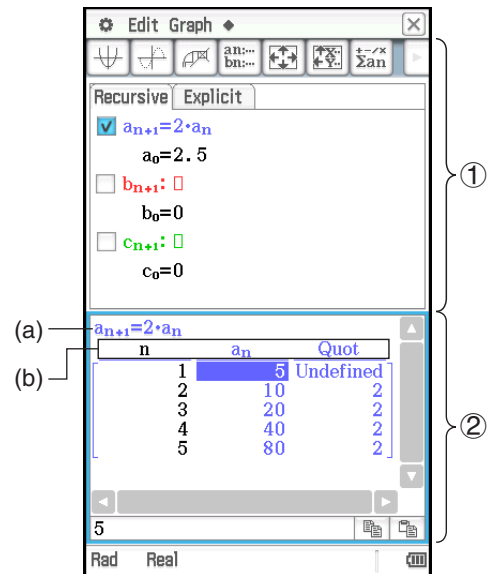 Edit Graph
an:…
bn:…
+−/×
Σan
Recursive Explicit
aₙ₊₁=2·aₙ
a₀=2.5
bₙ₊₁:
b₀=0
cₙ₊₁:
c₀=0
①
(a)
aₙ₊₁=2·aₙ
(b)
n aₙ Quot
1 5 Undefined
2 10 2
3 20 2
4 40 2
5 80 2
②
5
Rad Real